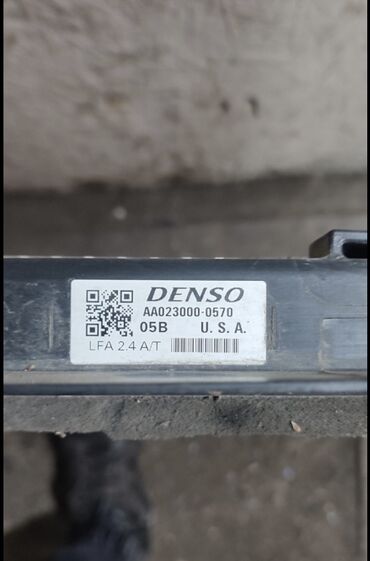 DENSO
AA023000-0570
05B U.S.A.
LFA 2.4 A/T